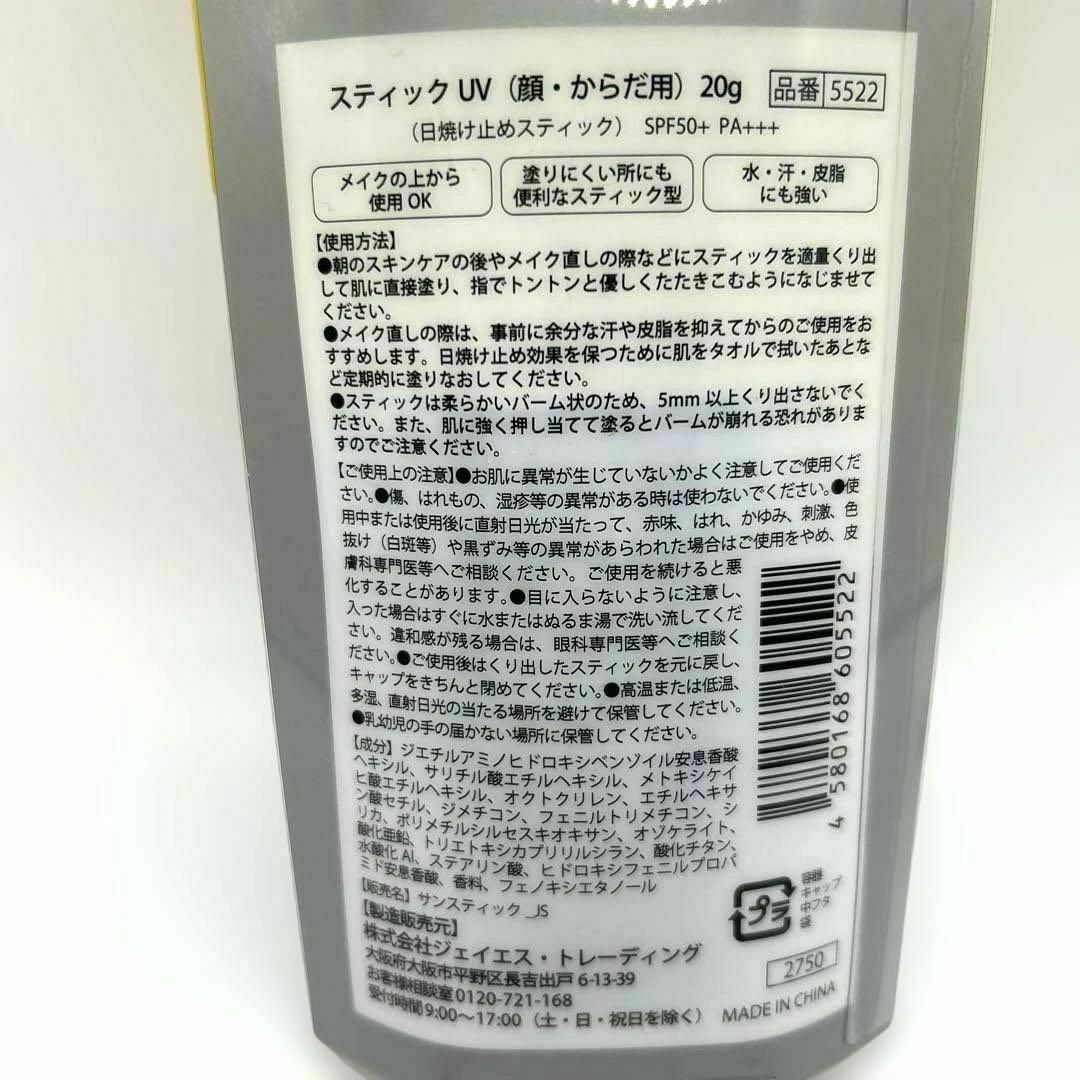 スティック UV（顔・からだ用）20g 品番 5522
（日焼け止めスティック） SPF50+ PA+++
メイクの上から
使用 OK
塗りにくい所にも
便利なスティック型
水・汗・皮脂
にも強い
【使用方法】
●朝のスキンケアの後やメイク直しの際などにスティックを適量くり出
して肌に直接塗り、指でトントンと優しくたたきこむようになじませて
ください。
●メイク直しの際は、事前に余分な汗や皮脂を抑えてからのご使用をお
すすめします。日焼け止め効果を保つために肌をタオルで拭いたあとな
ど定期的に塗りなおしてください。
●スティックは柔らかいバーム状のため、5mm 以上くり出さないでく
ださい。また、肌に強く押し当てて塗るとバームが崩れる恐れがありま
すのでご注意ください。
【ご使用上の注意】●お肌に異常が生じていないかよく注意してご使用くだ
さい。●傷、はれもの、湿疹等の異常がある時は使わないでください。●使
用中または使用後に直射日光が当たって、赤味、はれ、かゆみ、刺激、色
抜け（白斑等）や黒ずみ等の異常があらわれた場合はご使用をやめ、皮
膚科専門医等へご相談ください。ご使用を続けると悪
化することがあります。●目に入らないように注意し、
入った場合はすぐに水またはぬるま湯で洗い流してくだ
さい。違和感が残る場合は、眼科専門医等へご相談く
ださい。●ご使用後はくり出したスティックを元に戻し、
キャップをきちんと閉めてください。●高温または低温、
多湿、直射日光の当たる場所を避けて保管してください。
●乳幼児の手の届かない場所に保管してください。
【成分】ジエチルアミノヒドロキシベンゾイル安息香酸
ヘキシル、サリチル酸エチルヘキシル、メトキシケイ
ヒ酸エチルヘキシル、オクトクリレン、エチルヘキサ
ン酸セチル、ジメチコン、フェニルトリメチコン、シ
リカ、ポリメチルシルセスキオキサン、オゾケライト、
酸化亜鉛、トリエトキシカプリリルシラン、酸化チタン、
水酸化 Al、ステアリン酸、ヒドロキシフェニルプロパ
ミド安息香酸、香料、フェノキシエタノール
【販売名】サンスティック _JS
【製造販売元】
株式会社ジェイエス・トレーディング
大阪府大阪市平野区長吉出戸 6-13-39
お客様相談室 0120-721-168
受付時間 9:00～17:00（土・日・祝日を除く）
4 580168 605522
プラ
容器
キャップ
中フタ
袋
2750
MADE IN CHINA